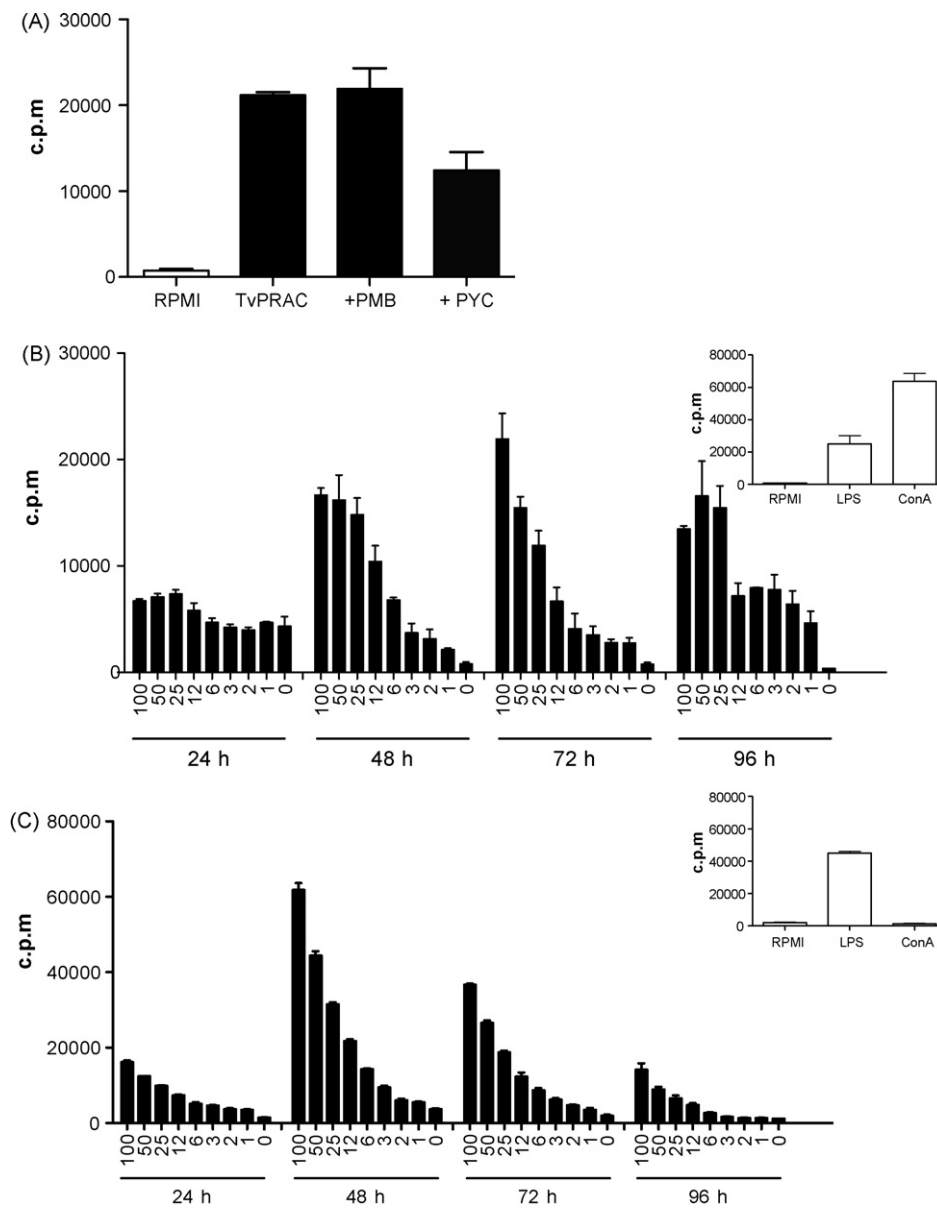 (A)
c.p.m
30000
20000
10000
0
RPMI TvPRAC +PMB + PYC
(B)
c.p.m
30000
20000
10000
0
100 50 25 12 6 3 2 1 0
24 h
100 50 25 12 6 3 2 1 0
48 h
100 50 25 12 6 3 2 1 0
72 h
100 50 25 12 6 3 2 1 0
96 h
c.p.m
80000
60000
40000
20000
0
RPMI LPS ConA
(C)
c.p.m
80000
60000
40000
20000
0
100 50 25 12 6 3 2 1 0
24 h
100 50 25 12 6 3 2 1 0
48 h
100 50 25 12 6 3 2 1 0
72 h
100 50 25 12 6 3 2 1 0
96 h
c.p.m
80000
60000
40000
20000
0
RPMI LPS ConA